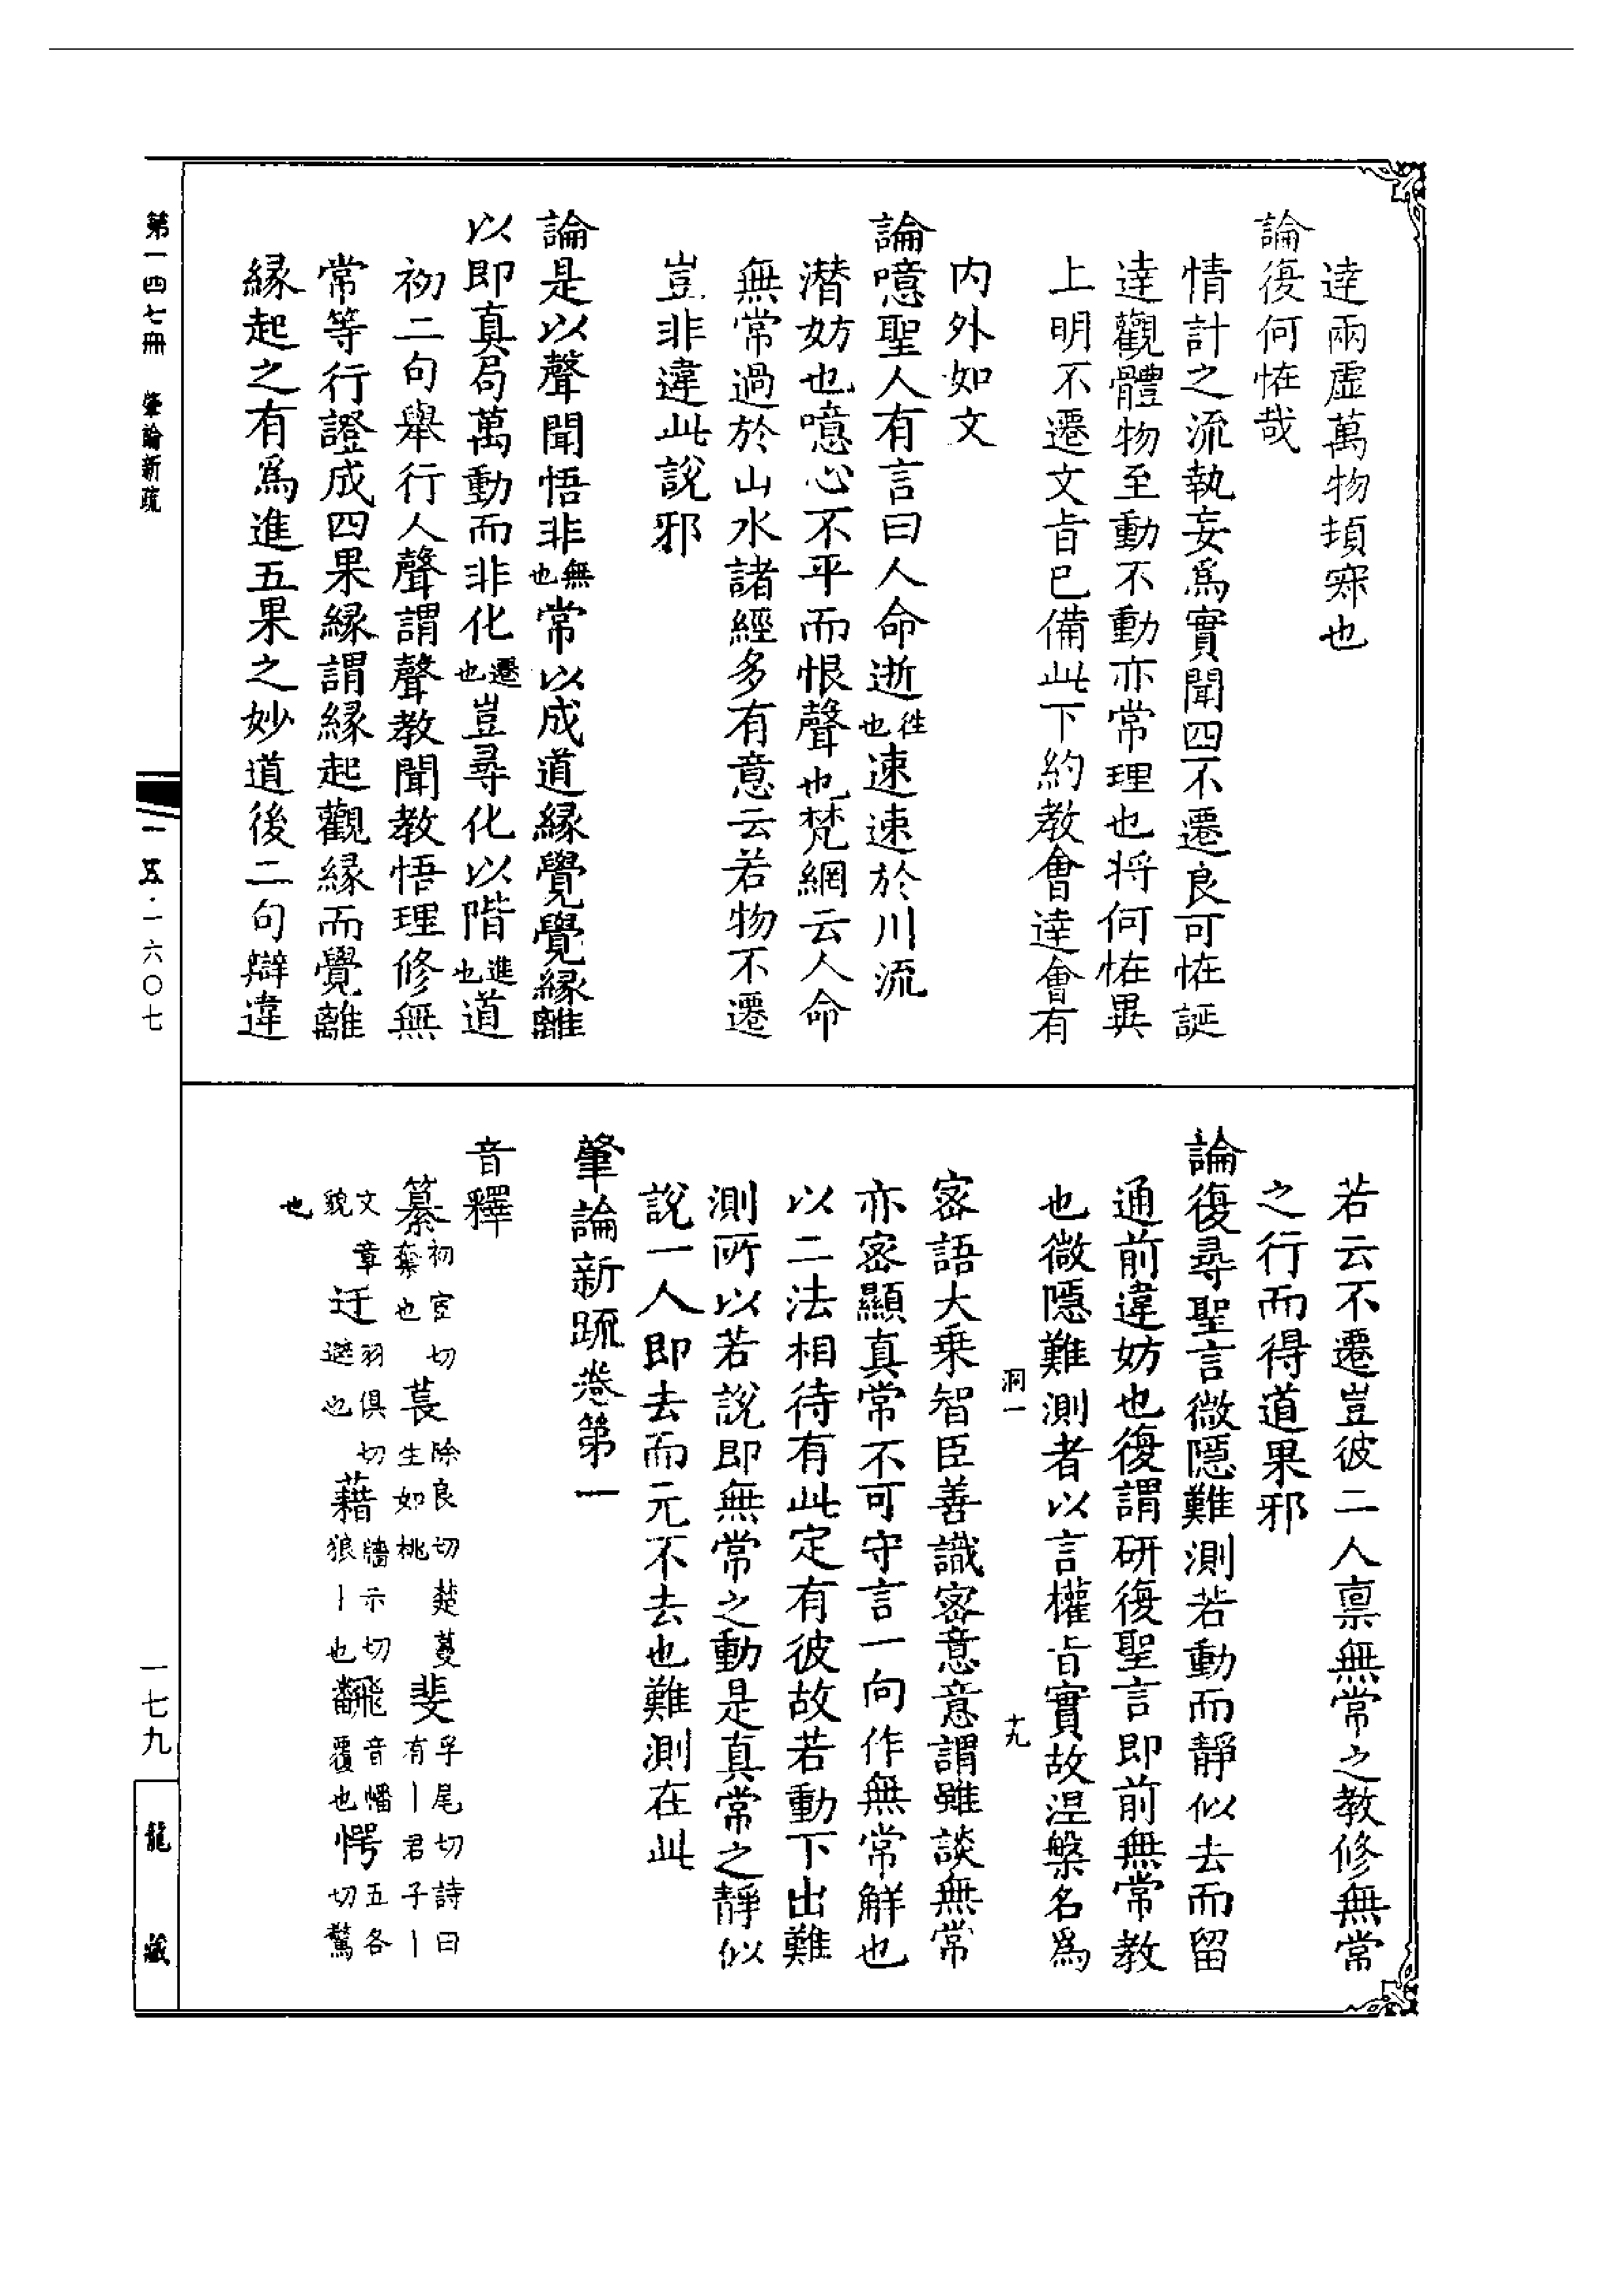 達兩虛萬物頓寂也
論復何恠哉
情計之流執妄爲實聞四不遷良可恠誕
達觀體物至動不動亦常理也将何恠異
上明不遷文旨已備此下約教會達會有
内外如文
論噫聖人有言曰人命逝徃也速速於川流
潜妨也噫心不平而恨聲也梵網云人命
無常過於山水諸經多有意云若物不遷
豈非違此說邪
論是以聲聞悟非無也常以成道緣覺覺緣離
以即真局萬動而非化遷也豈尋化以階進也道
初二句舉行人聲謂聲教聞教悟理修無
常等行證成四果緣謂緣起觀緣而覺離
緣起之有爲進五果之妙道後二句辯違
若云不遷豈彼二人禀無常之教修無常
之行而得道果邪
論復尋聖言微隱難測若動而靜似去而留
通前違妨也復謂研復聖言即前無常教
也微隱難測者以言權旨實故涅槃名爲
洞一 十九
密語大乗智臣善識密意意謂雖談無常
亦密顯真常不可守言一向作無常解也
以二法相待有此定有彼故若動下出難
測所以若說即無常之動是真常之靜似
說一人即去而元不去也難測在此
肇論新疏卷第一
音釋
纂初宦切集也 萇除良切楚蔓生如桃 斐孚尾切詩曰有丨君子丨
文章貌 迂羽俱切遶也 藉牆示切狼丨也 飜音幡覆也 愕五各切驚
也
第一四七冊 肇論新疏
一五·一六〇七
一七九
龍藏